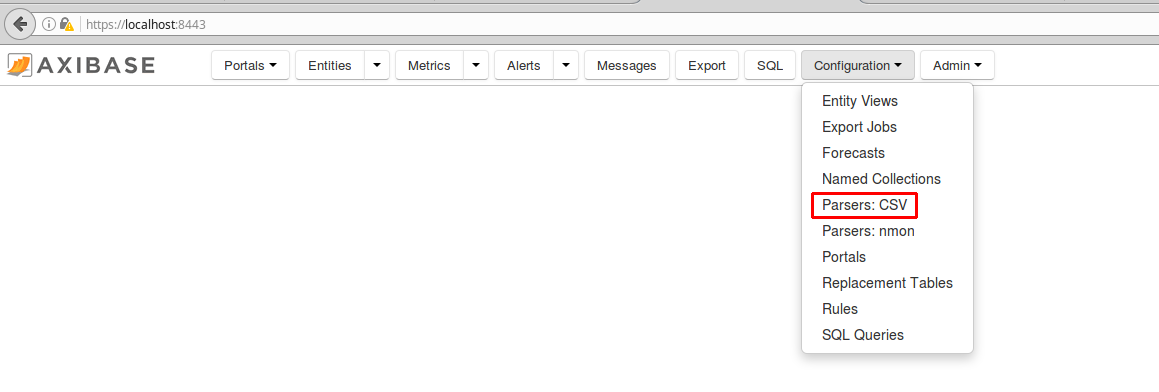 https://localhost:8443
AXIBASE Portals Entities Metrics Alerts Messages Export SQL Configuration Admin
Entity Views
Export Jobs
Forecasts
Named Collections
Parsers: CSV
Parsers: nmon
Portals
Replacement Tables
Rules
SQL Queries